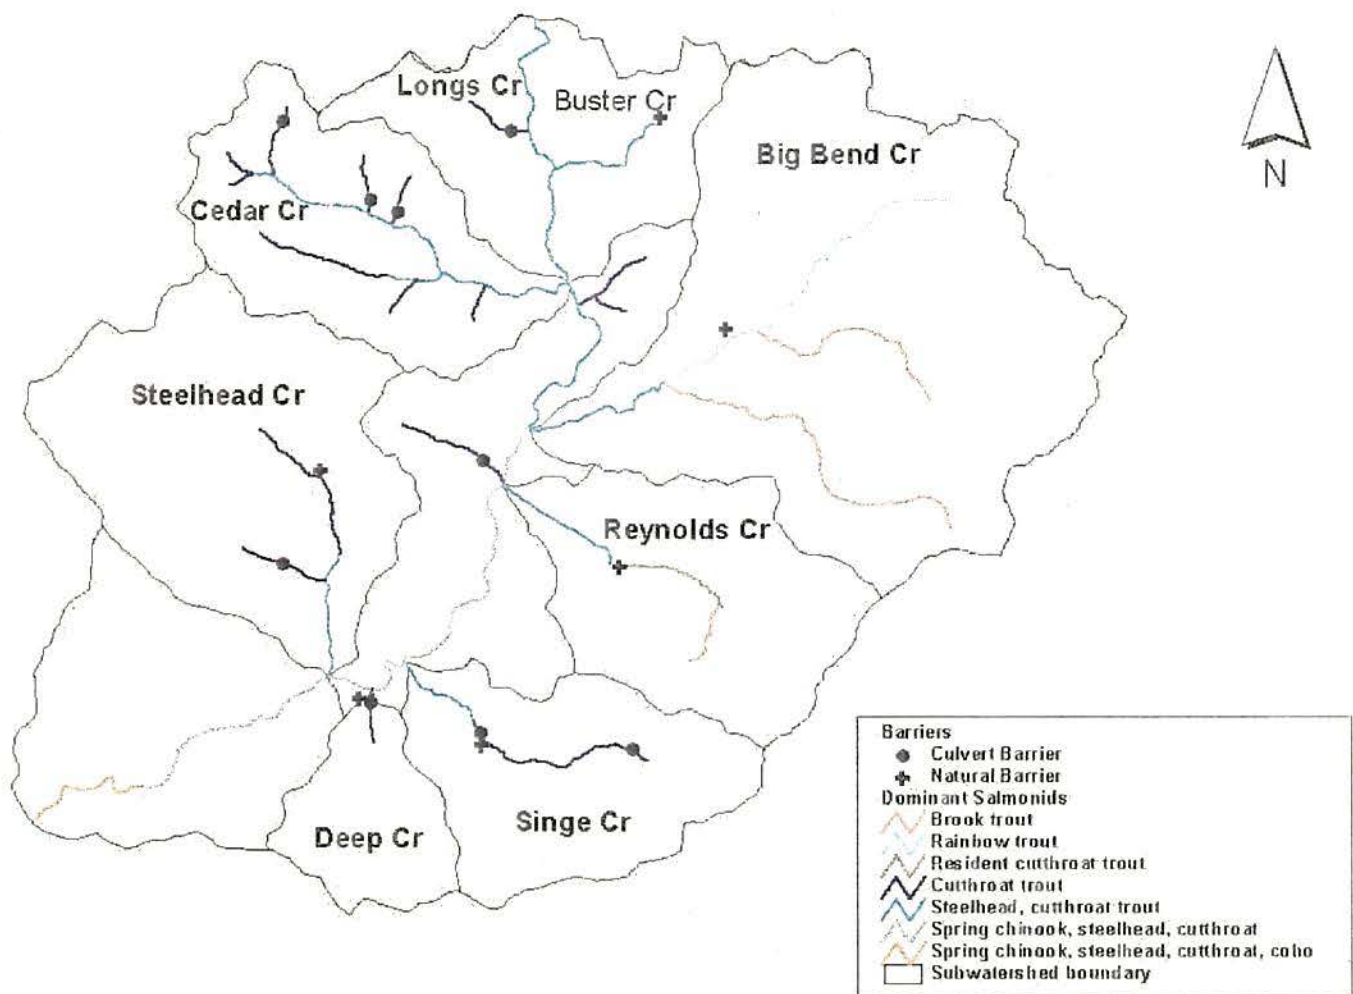 Longs Cr
Buster Cr
Big Bend Cr
N
Cedar Cr
Steelhead Cr
Reynolds Cr
Singe Cr
Deep Cr
Barriers
Culvert Barrier
Natural Barrier
Dominant Salmonids
Brook trout
Rainbow trout
Resident cutthroat trout
Cutthroat trout
Steelhead, cutthroat trout
Spring chinook, steelhead, cutthroat
Spring chinook, steelhead, cutthroat, coho
Subwatershed boundary